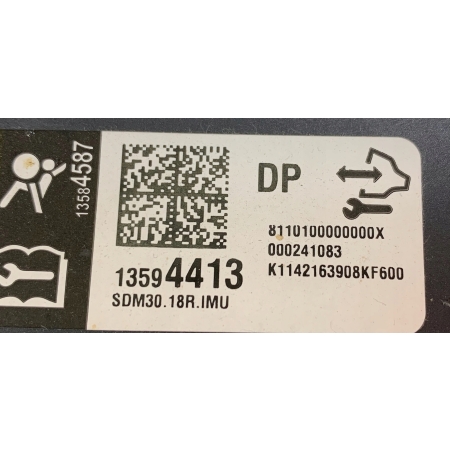 13584587
DP
8110100000000X
000241083
K1142163908KF600
13594413
SDM30.18R.IMU